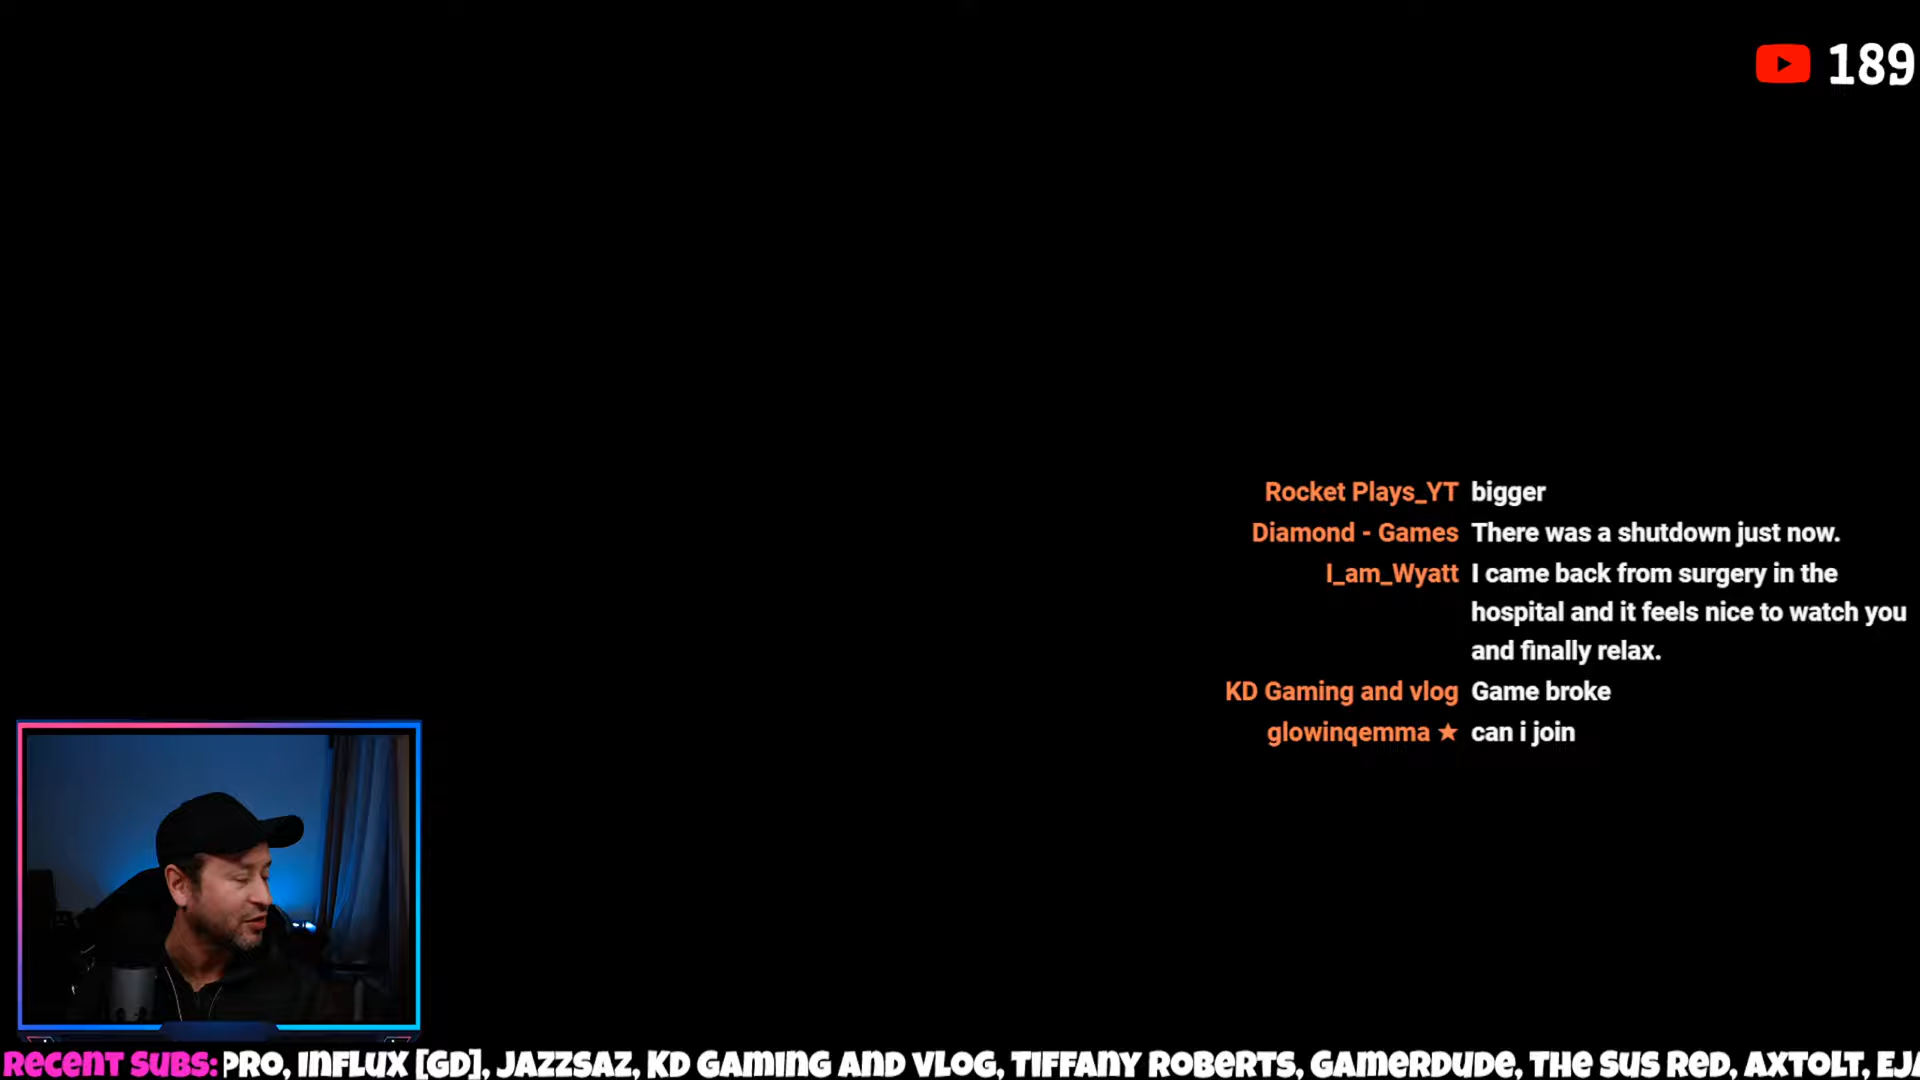 189
Rocket Plays_YT bigger
Diamond - Games There was a shutdown just now.
I_am_Wyatt I came back from surgery in the
hospital and it feels nice to watch you
and finally relax.
KD Gaming and vlog Game broke
glowinqemma ★ can i join
Recent Subs: PRO, Influx [GD], Jazzsaz, KD Gaming and vlog, Tiffany Roberts, Gamerdude, The Sus Red, Axtolt, EJ